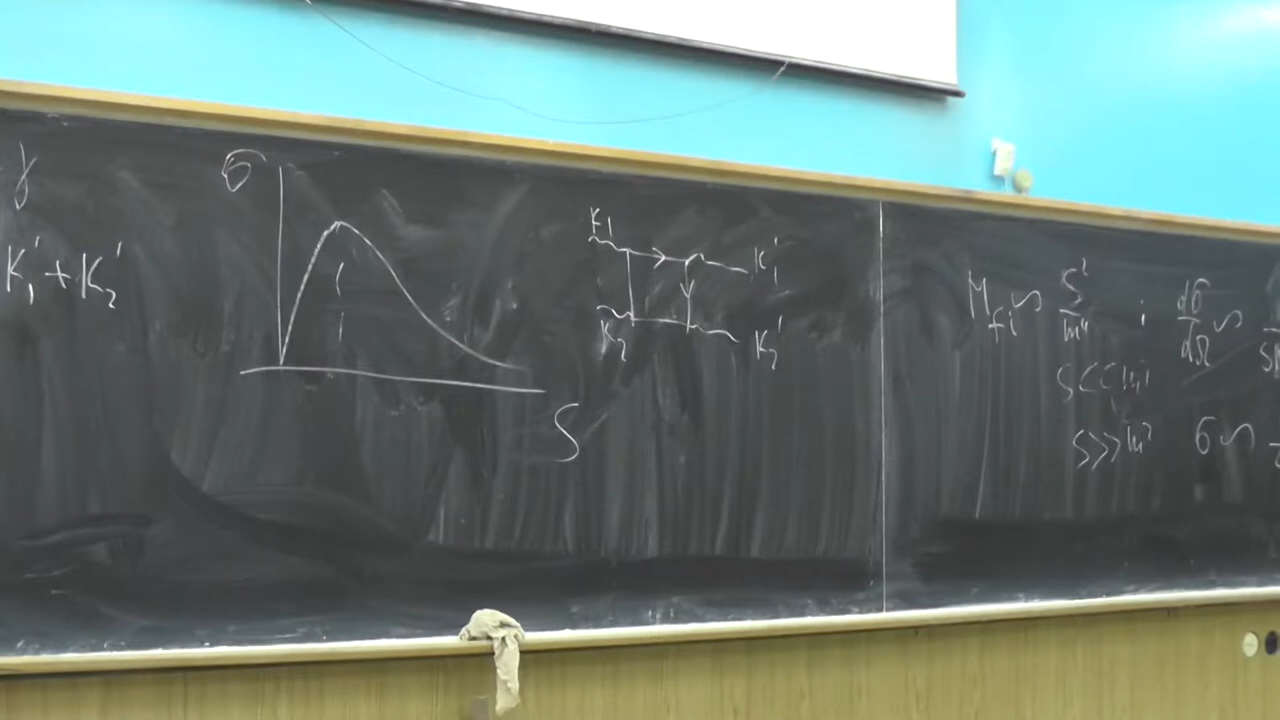 γ
K₁' + K₂'
σ
S
K₁
K₁'
K₂
K₂'
M_fi ~ S²/m⁴ ; dσ/dΩ ~
S << m²
S >> m² σ ~